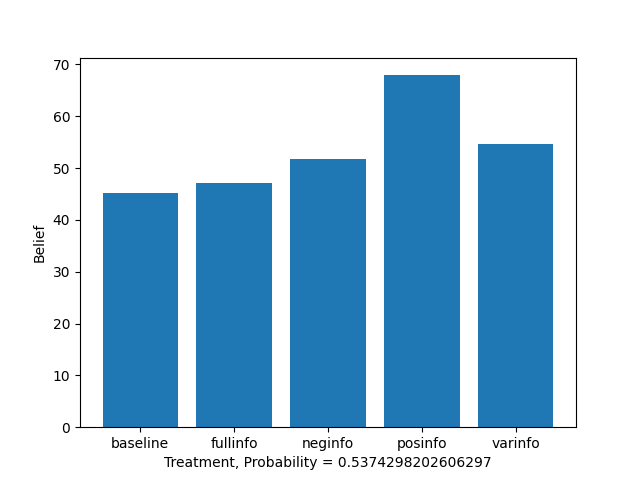 70
60
50
40
30
20
10
0
Belief
baseline fullinfo neginfo posinfo varinfo
Treatment, Probability = 0.5374298202606297